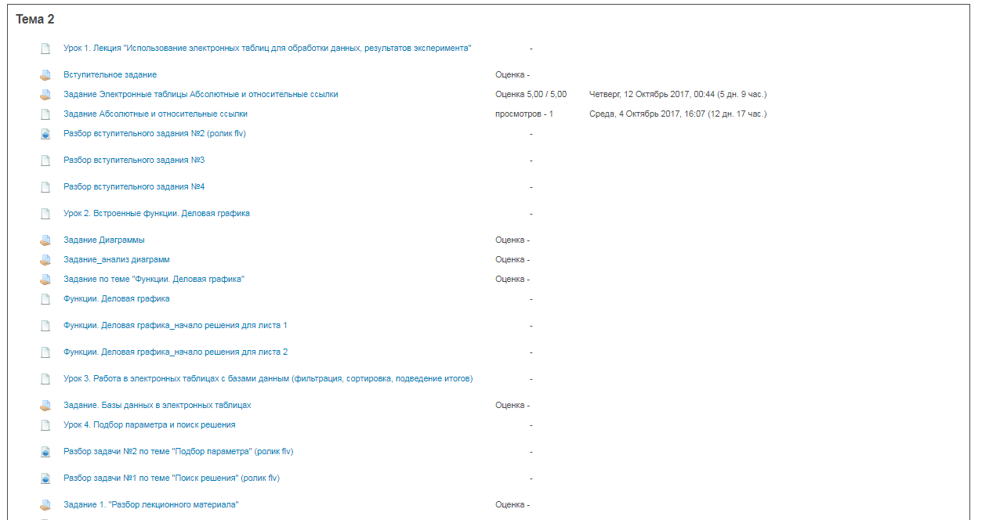 Тема 2
Урок 1. Лекция "Использование электронных таблиц для обработки данных, результатов эксперимента" -
Вступительное задание Оценка -
Задание Электронные таблицы Абсолютные и относительные ссылки Оценка 5,00 / 5,00 Четверг, 12 Октябрь 2017, 00:44 (5 дн. 9 час.)
Задание Абсолютные и относительные ссылки просмотров - 1 Среда, 4 Октябрь 2017, 16:07 (12 дн. 17 час.)
Разбор вступительного задания №2 (ролик flv) -
Разбор вступительного задания №3 -
Разбор вступительного задания №4 -
Урок 2. Встроенные функции. Деловая графика -
Задание Диаграммы Оценка -
Задание_анализ диаграмм Оценка -
Задание по теме "Функции. Деловая графика" Оценка -
Функции. Деловая графика -
Функции. Деловая графика_начало решения для листа 1 -
Функции. Деловая графика_начало решения для листа 2 -
Урок 3. Работа в электронных таблицах с базами данным (фильтрация, сортировка, подведение итогов) -
Задание. Базы данных в электронных таблицах Оценка -
Урок 4. Подбор параметра и поиск решения -
Разбор задачи №2 по теме "Подбор параметра" (ролик flv) -
Разбор задачи №1 по теме "Поиск решения" (ролик flv) -
Задание 1. "Разбор лекционного материала" Оценка -